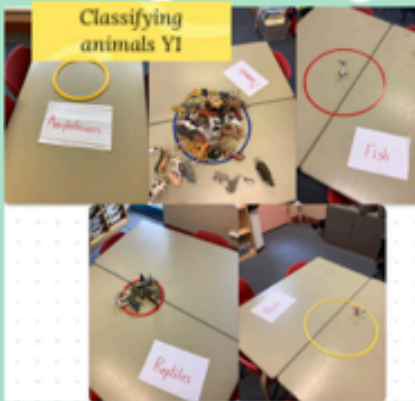 Classifying
animals Y1
Amphibians
Fish
Reptiles